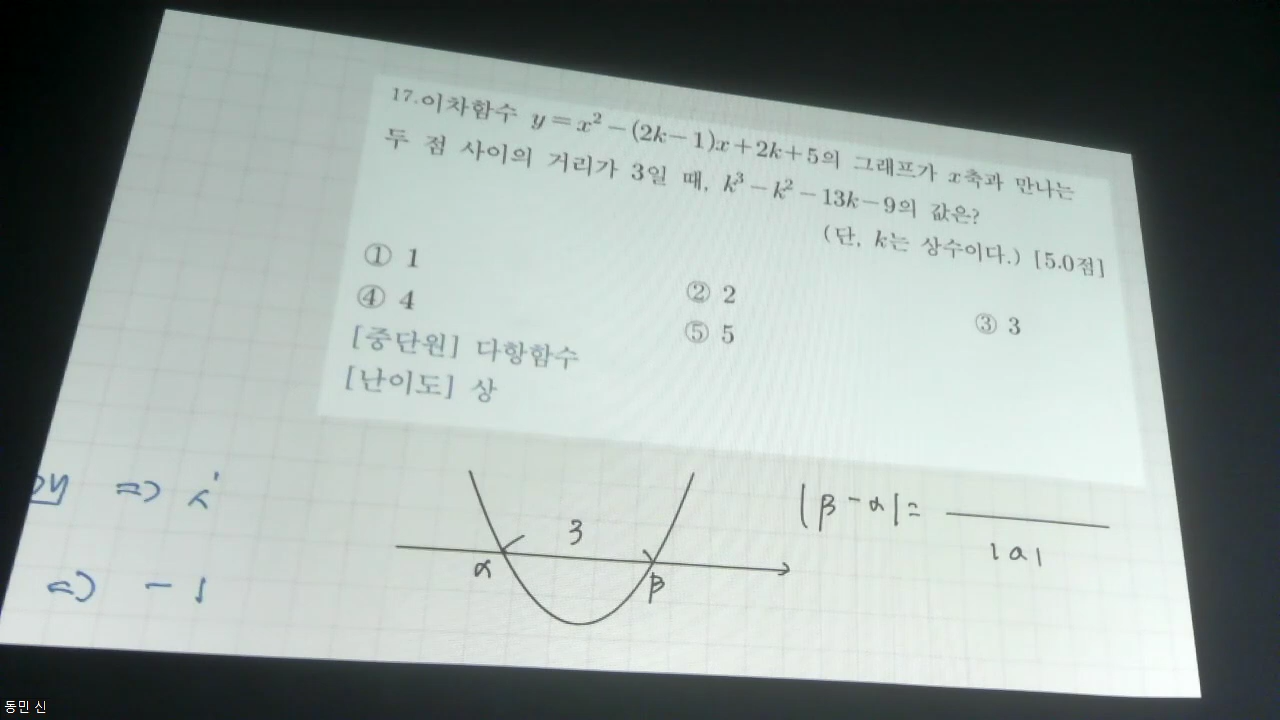 17. 이차함수 y=x²-(2k-1)x+2k+5의 그래프가 x축과 만나는
두 점 사이의 거리가 3일 때, k³-k²-13k-9의 값은?
(단, k는 상수이다.) [5.0점]
① 1
② 2
③ 3
④ 4
⑤ 5
[중단원] 다항함수
[난이도] 상
3
α
β
|β-α|=
|a|
⇒ -1
동민 신